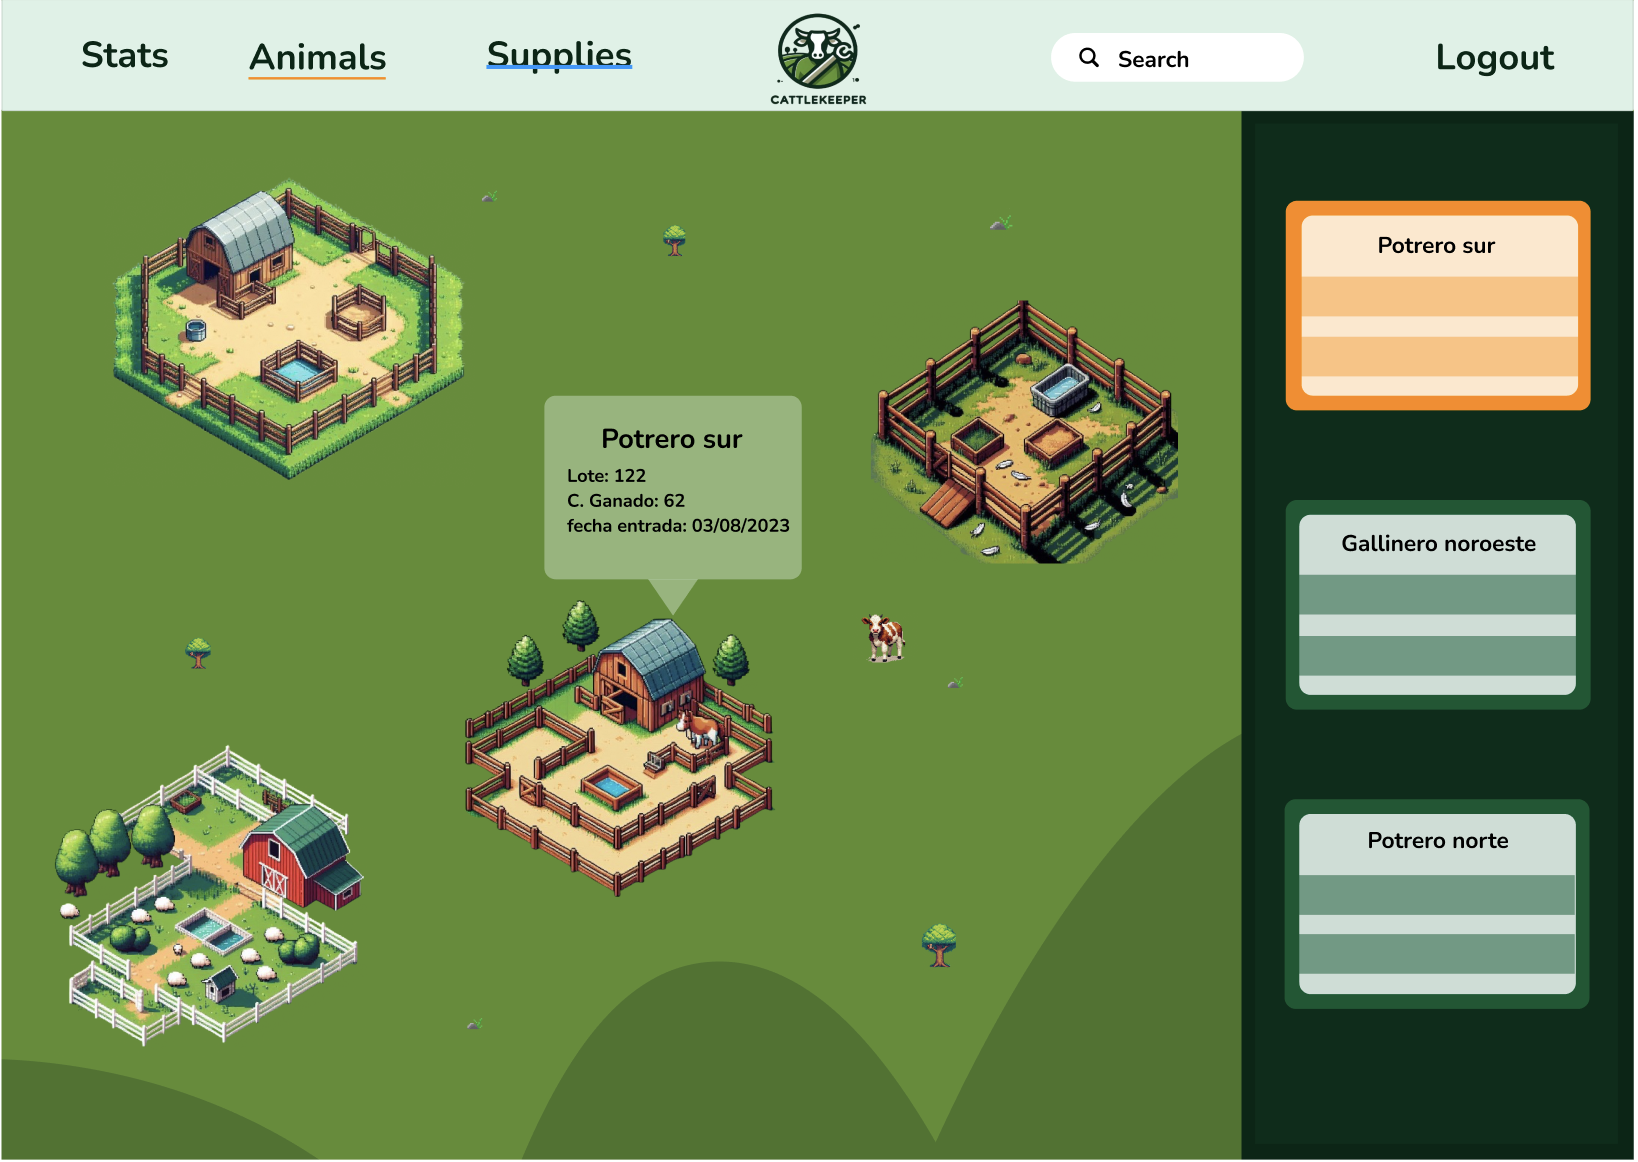 Stats
Animals
Supplies
CATTLEKEEPER
Search
Logout
Potrero sur
Lote: 122
C. Ganado: 62
fecha entrada: 03/08/2023
Potrero sur
Gallinero noroeste
Potrero norte